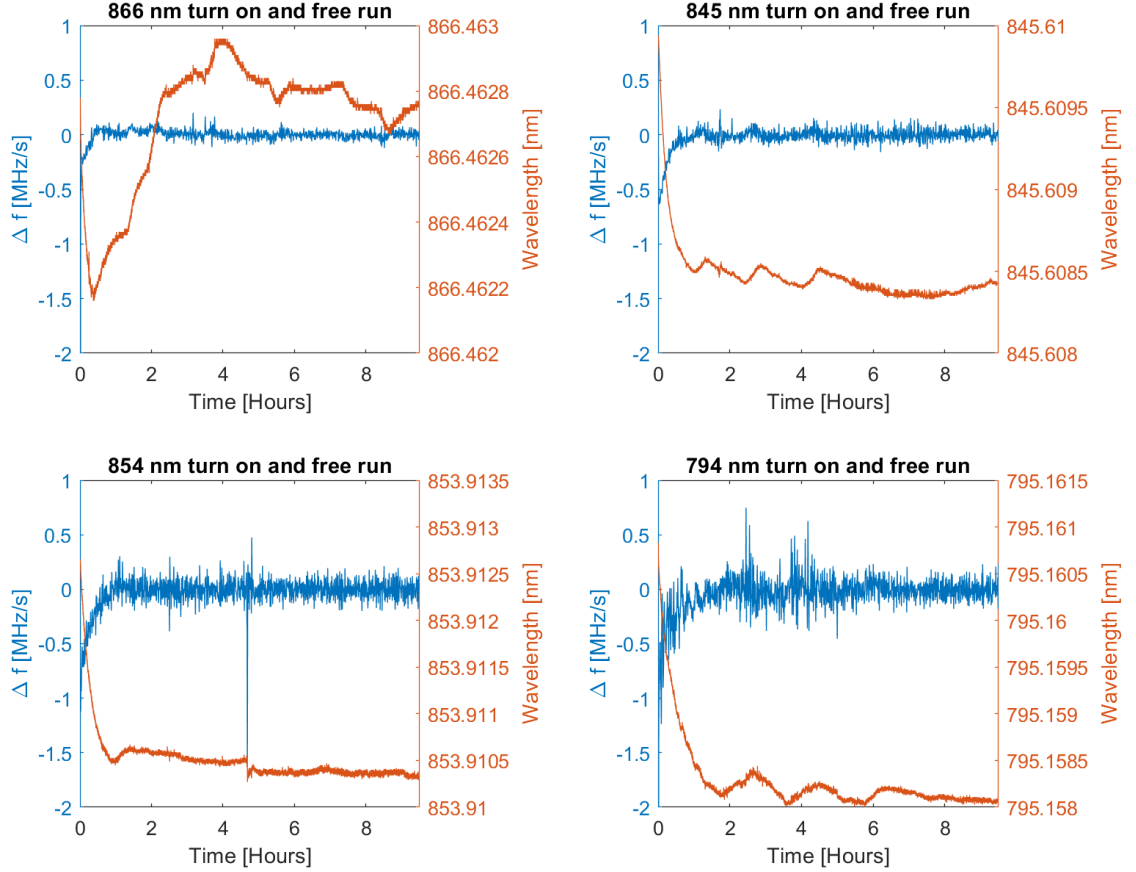 866 nm turn on and free run
1
0.5
0
-0.5
-1
-1.5
-2
Δ f [MHz/s]
866.463
866.4628
866.4626
866.4624
866.4622
866.462
Wavelength [nm]
0 2 4 6 8
Time [Hours]
845 nm turn on and free run
1
0.5
0
-0.5
-1
-1.5
-2
Δ f [MHz/s]
845.61
845.6095
845.609
845.6085
845.608
Wavelength [nm]
0 2 4 6 8
Time [Hours]
854 nm turn on and free run
1
0.5
0
-0.5
-1
-1.5
-2
Δ f [MHz/s]
853.9135
853.913
853.9125
853.912
853.9115
853.911
853.9105
853.91
Wavelength [nm]
0 2 4 6 8
Time [Hours]
794 nm turn on and free run
1
0.5
0
-0.5
-1
-1.5
-2
Δ f [MHz/s]
795.1615
795.161
795.1605
795.16
795.1595
795.159
795.1585
795.158
Wavelength [nm]
0 2 4 6 8
Time [Hours]